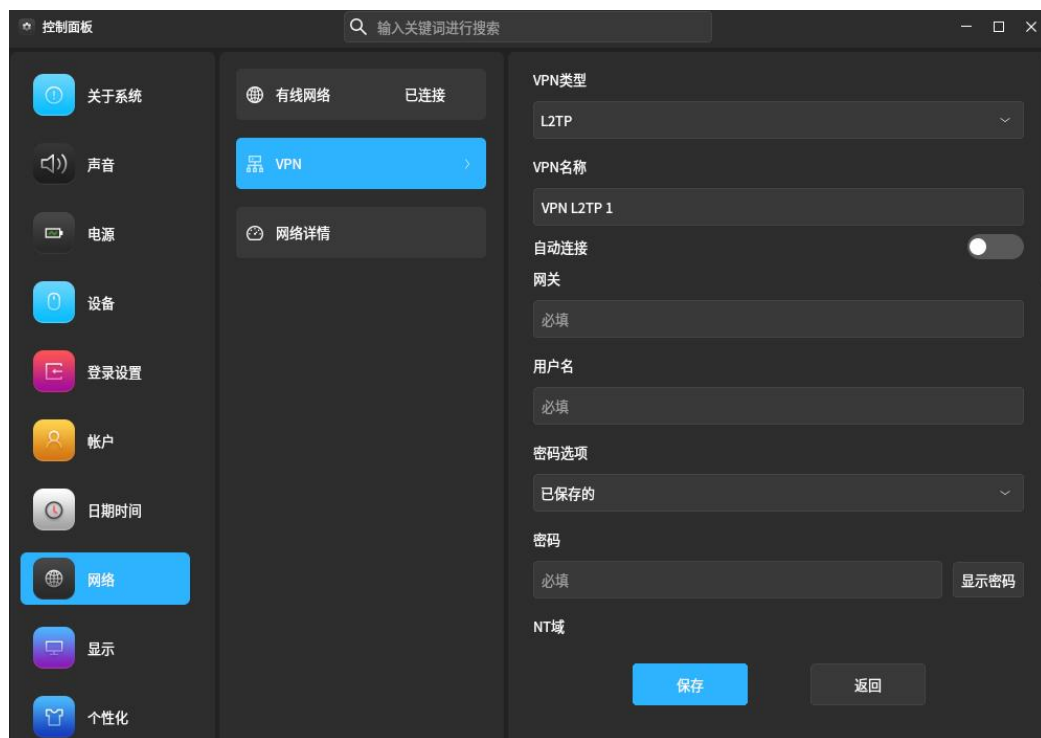 控制面板
输入关键词进行搜索
关于系统
声音
电源
设备
登录设置
帐户
日期时间
网络
显示
个性化
有线网络 已连接
VPN
网络详情
VPN类型
L2TP
VPN名称
VPN L2TP 1
自动连接
网关
必填
用户名
必填
密码选项
已保存的
密码
必填 显示密码
NT域
保存 返回